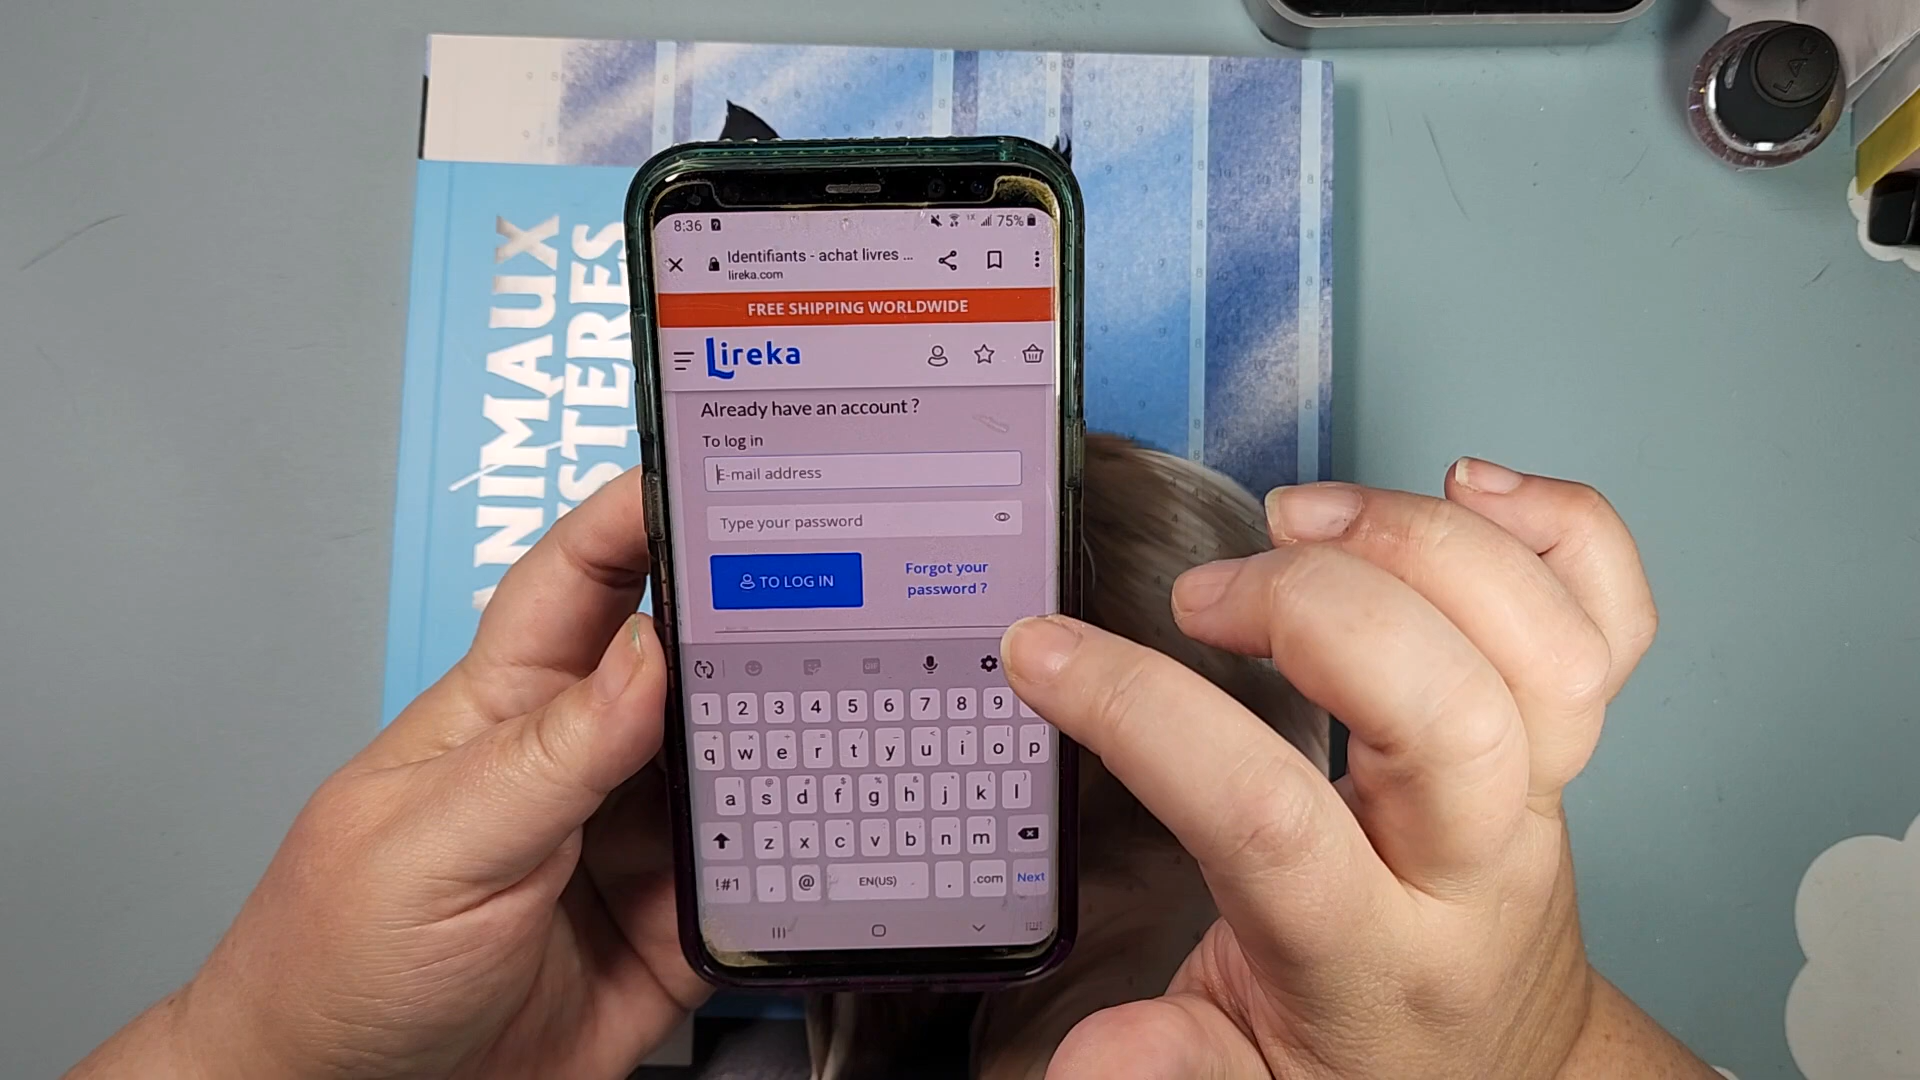 8:36 75%
Identifiants - achat livres ...
lireka.com
FREE SHIPPING WORLDWIDE
Lireka
Already have an account ?
To log in
E-mail address
Type your password
TO LOG IN
Forgot your
password ?
GIF
1 2 3 4 5 6 7 8 9
q w e r t y u i o p
a s d f g h j k l
z x c v b n m
!#1 , @ EN(US) . .com Next
ANIMAUX
LAC